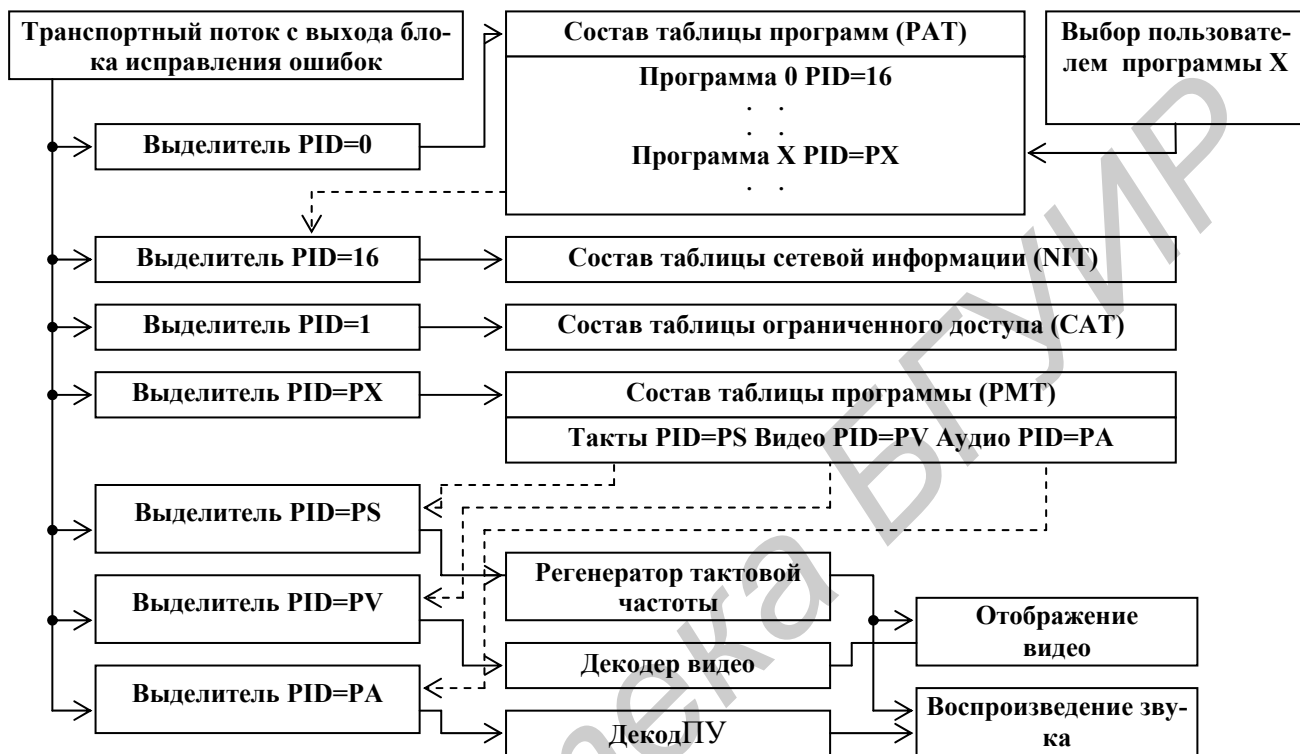 Транспортный поток с выхода бло-
ка исправления ошибок
Состав таблицы программ (PAT)
Выбор пользовате-
лем программы X
Программа 0 PID=16
. .
. .
Программа X PID=PX
. .
Выделитель PID=0
Выделитель PID=16
Состав таблицы сетевой информации (NIT)
Выделитель PID=1
Состав таблицы ограниченного доступа (CAT)
Выделитель PID=PX
Состав таблицы программы (PMT)
Такты PID=PS Видео PID=PV Аудио PID=PA
Выделитель PID=PS
Регенератор тактовой
частоты
Выделитель PID=PV
Отображение
видео
Декодер видео
Выделитель PID=PA
Воспроизведение зву-
ка
ДекодПУ
тека БГУИР